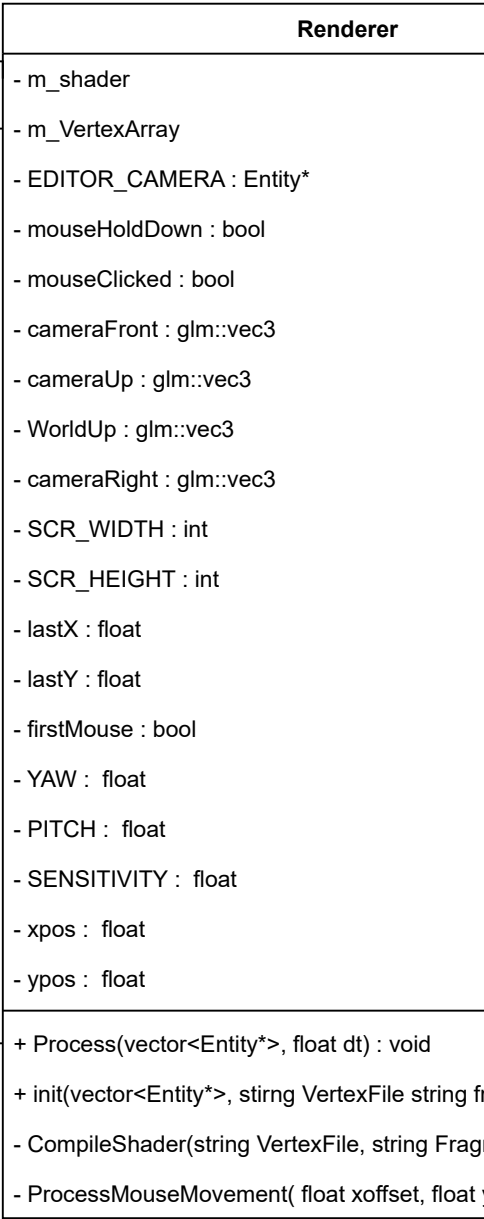 Renderer
- m_shader
- m_VertexArray
- EDITOR_CAMERA : Entity*
- mouseHoldDown : bool
- mouseClicked : bool
- cameraFront : glm::vec3
- cameraUp : glm::vec3
- WorldUp : glm::vec3
- cameraRight : glm::vec3
- SCR_WIDTH : int
- SCR_HEIGHT : int
- lastX : float
- lastY : float
- firstMouse : bool
- YAW :  float
- PITCH :  float
- SENSITIVITY :  float
- xpos :  float
- ypos :  float
+ Process(vector<Entity*>, float dt) : void
+ init(vector<Entity*>, stirng VertexFile string
- CompileShader(string VertexFile, string
- ProcessMouseMovement( float xoffset, float